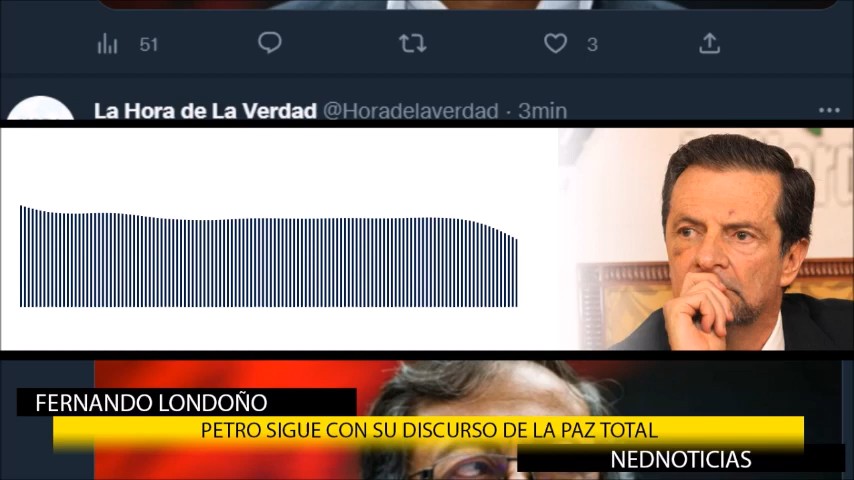 51
3
La Hora de La Verdad @Horadelaverdad · 3min
FERNANDO LONDOÑO
PETRO SIGUE CON SU DISCURSO DE LA PAZ TOTAL
NEDNOTICIAS